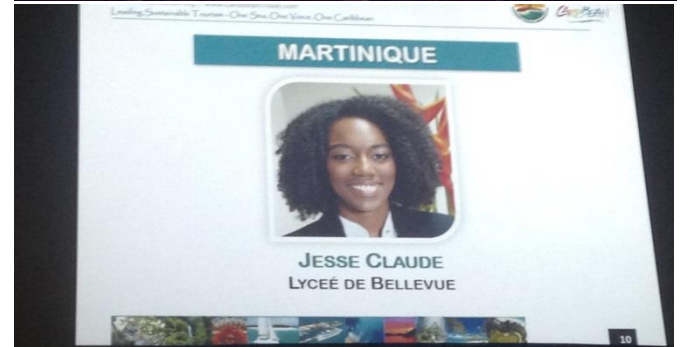 Leading Sustainable Tourism - One Sea, One Voice, One Caribbean
MARTINIQUE
JESSE CLAUDE
LYCEÉ DE BELLEVUE
10